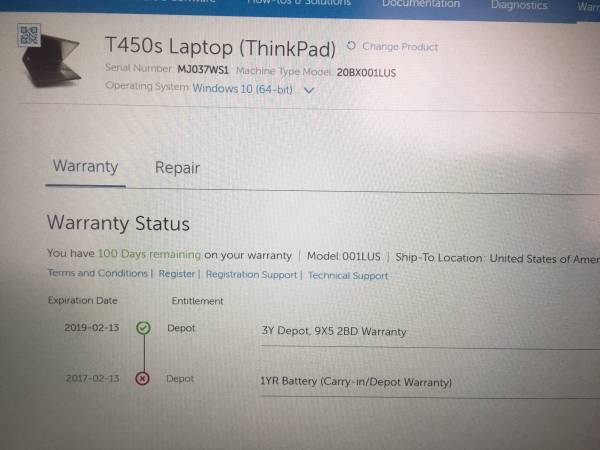 How-tos & Solutions Documentation Diagnostics
T450s Laptop (ThinkPad) Change Product
Serial Number: MJ037WS1 Machine Type Model: 20BX001LUS
Operating System Windows 10 (64-bit)
Warranty Repair
Warranty Status
You have 100 Days remaining on your warranty | Model:001LUS | Ship-To Location: United States of Amer
Terms and Conditions | Register | Registration Support | Technical Support
Expiration Date Entitlement
2019-02-13 Depot 3Y Depot, 9X5 2BD Warranty
2017-02-13 Depot 1YR Battery (Carry-in/Depot Warranty)